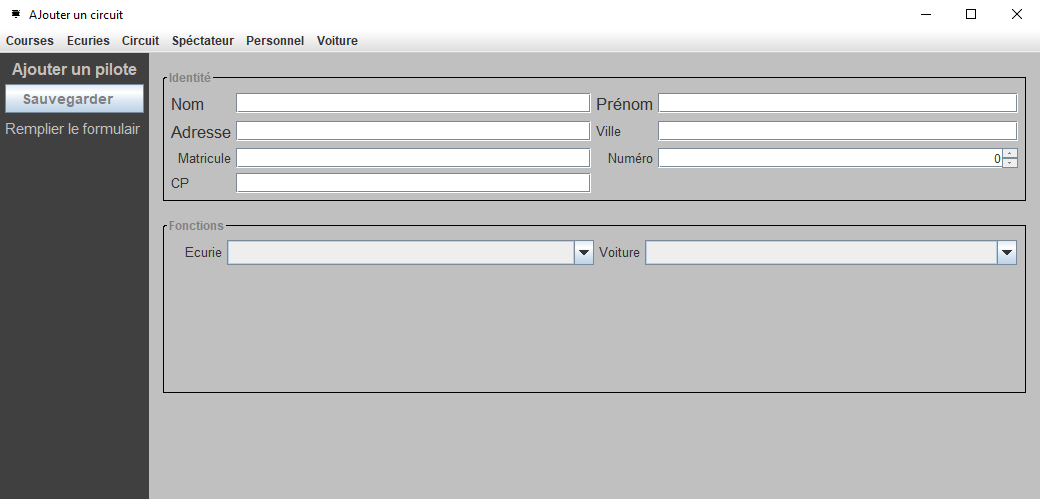 AJouter un circuit
Courses Ecuries Circuit Spéctateur Personnel Voiture
Ajouter un pilote
Sauvegarder
Remplier le formulair
Identité
Nom Prénom
Adresse Ville
Matricule Numéro 0
CP
Fonctions
Ecurie Voiture